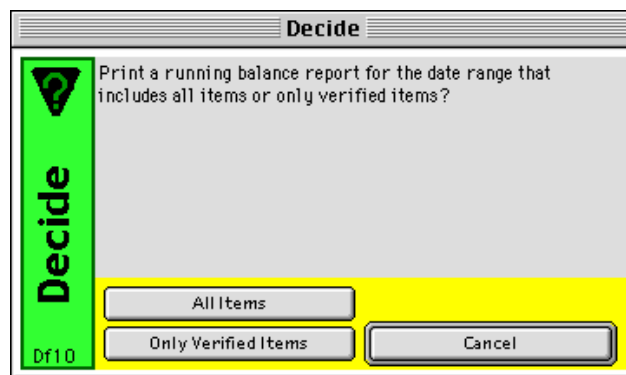 Decide
?
Print a running balance report for the date range that
includes all items or only verified items?
Decide
All Items
Only Verified Items
Cancel
Df10